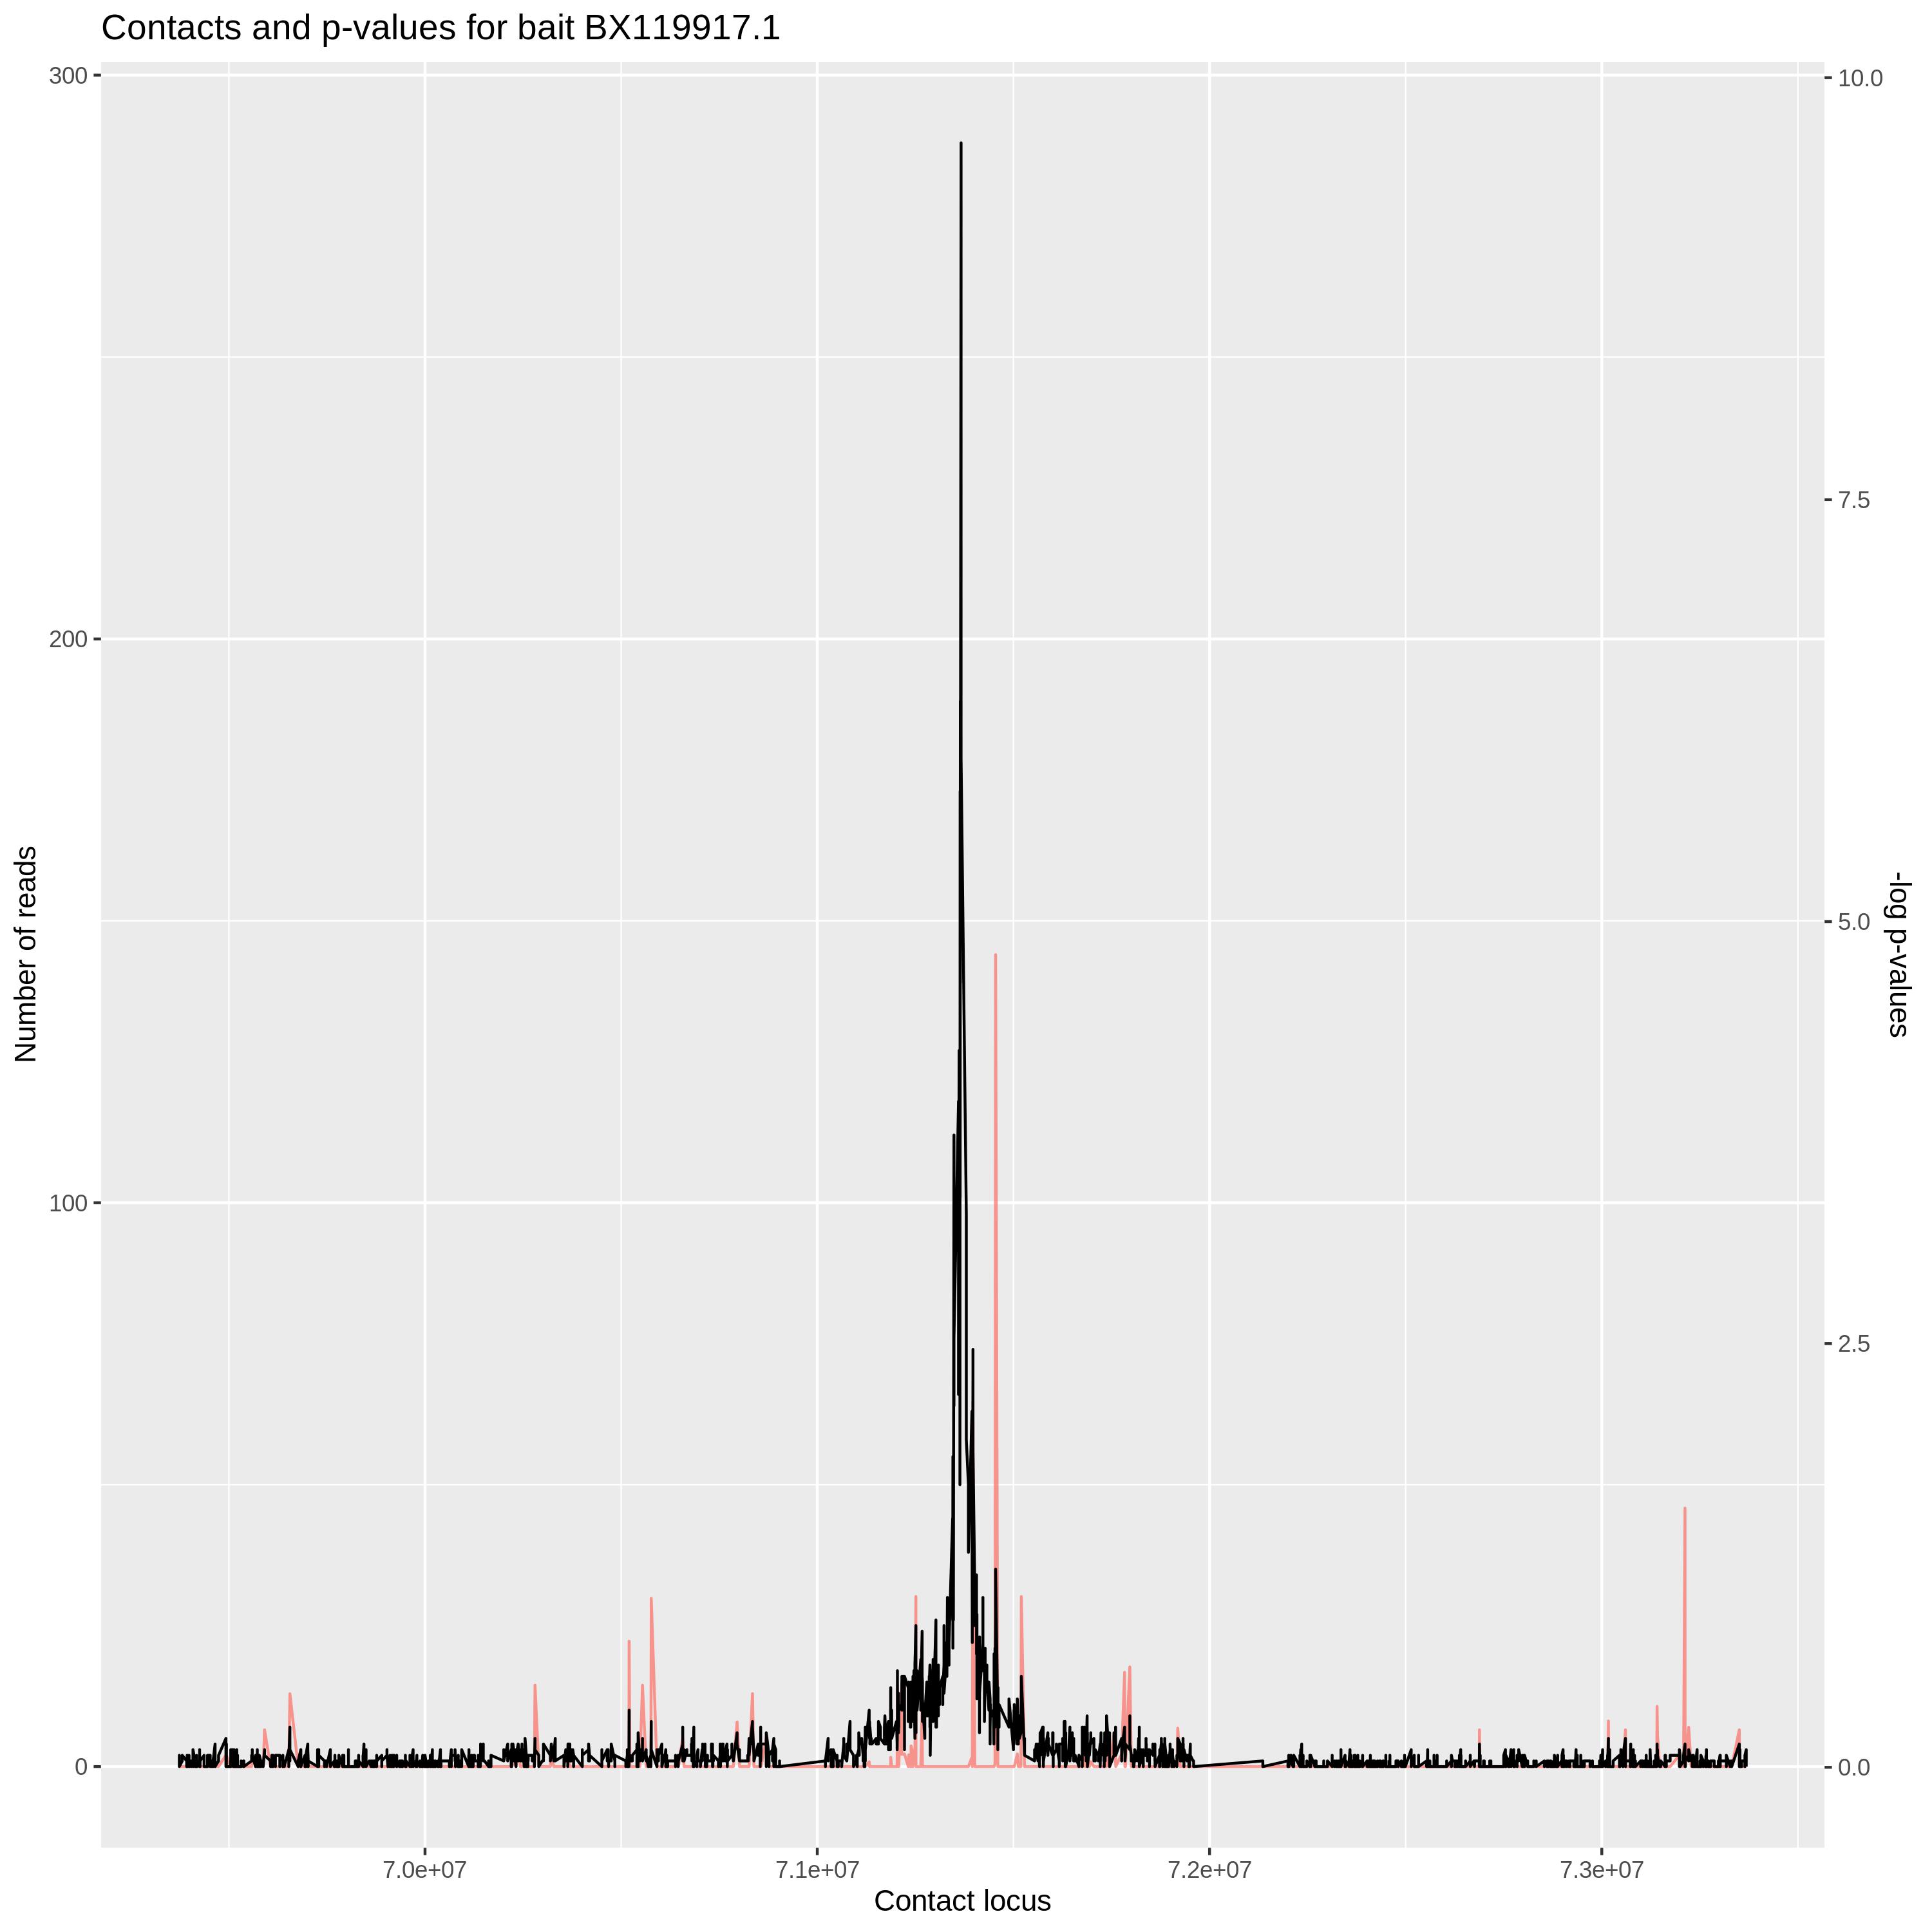 Contacts and p-values for bait BX119917.1
300
200
100
0
Number of reads
10.0
7.5
5.0
2.5
0.0
-log p-values
7.0e+07 7.1e+07 7.2e+07 7.3e+07
Contact locus